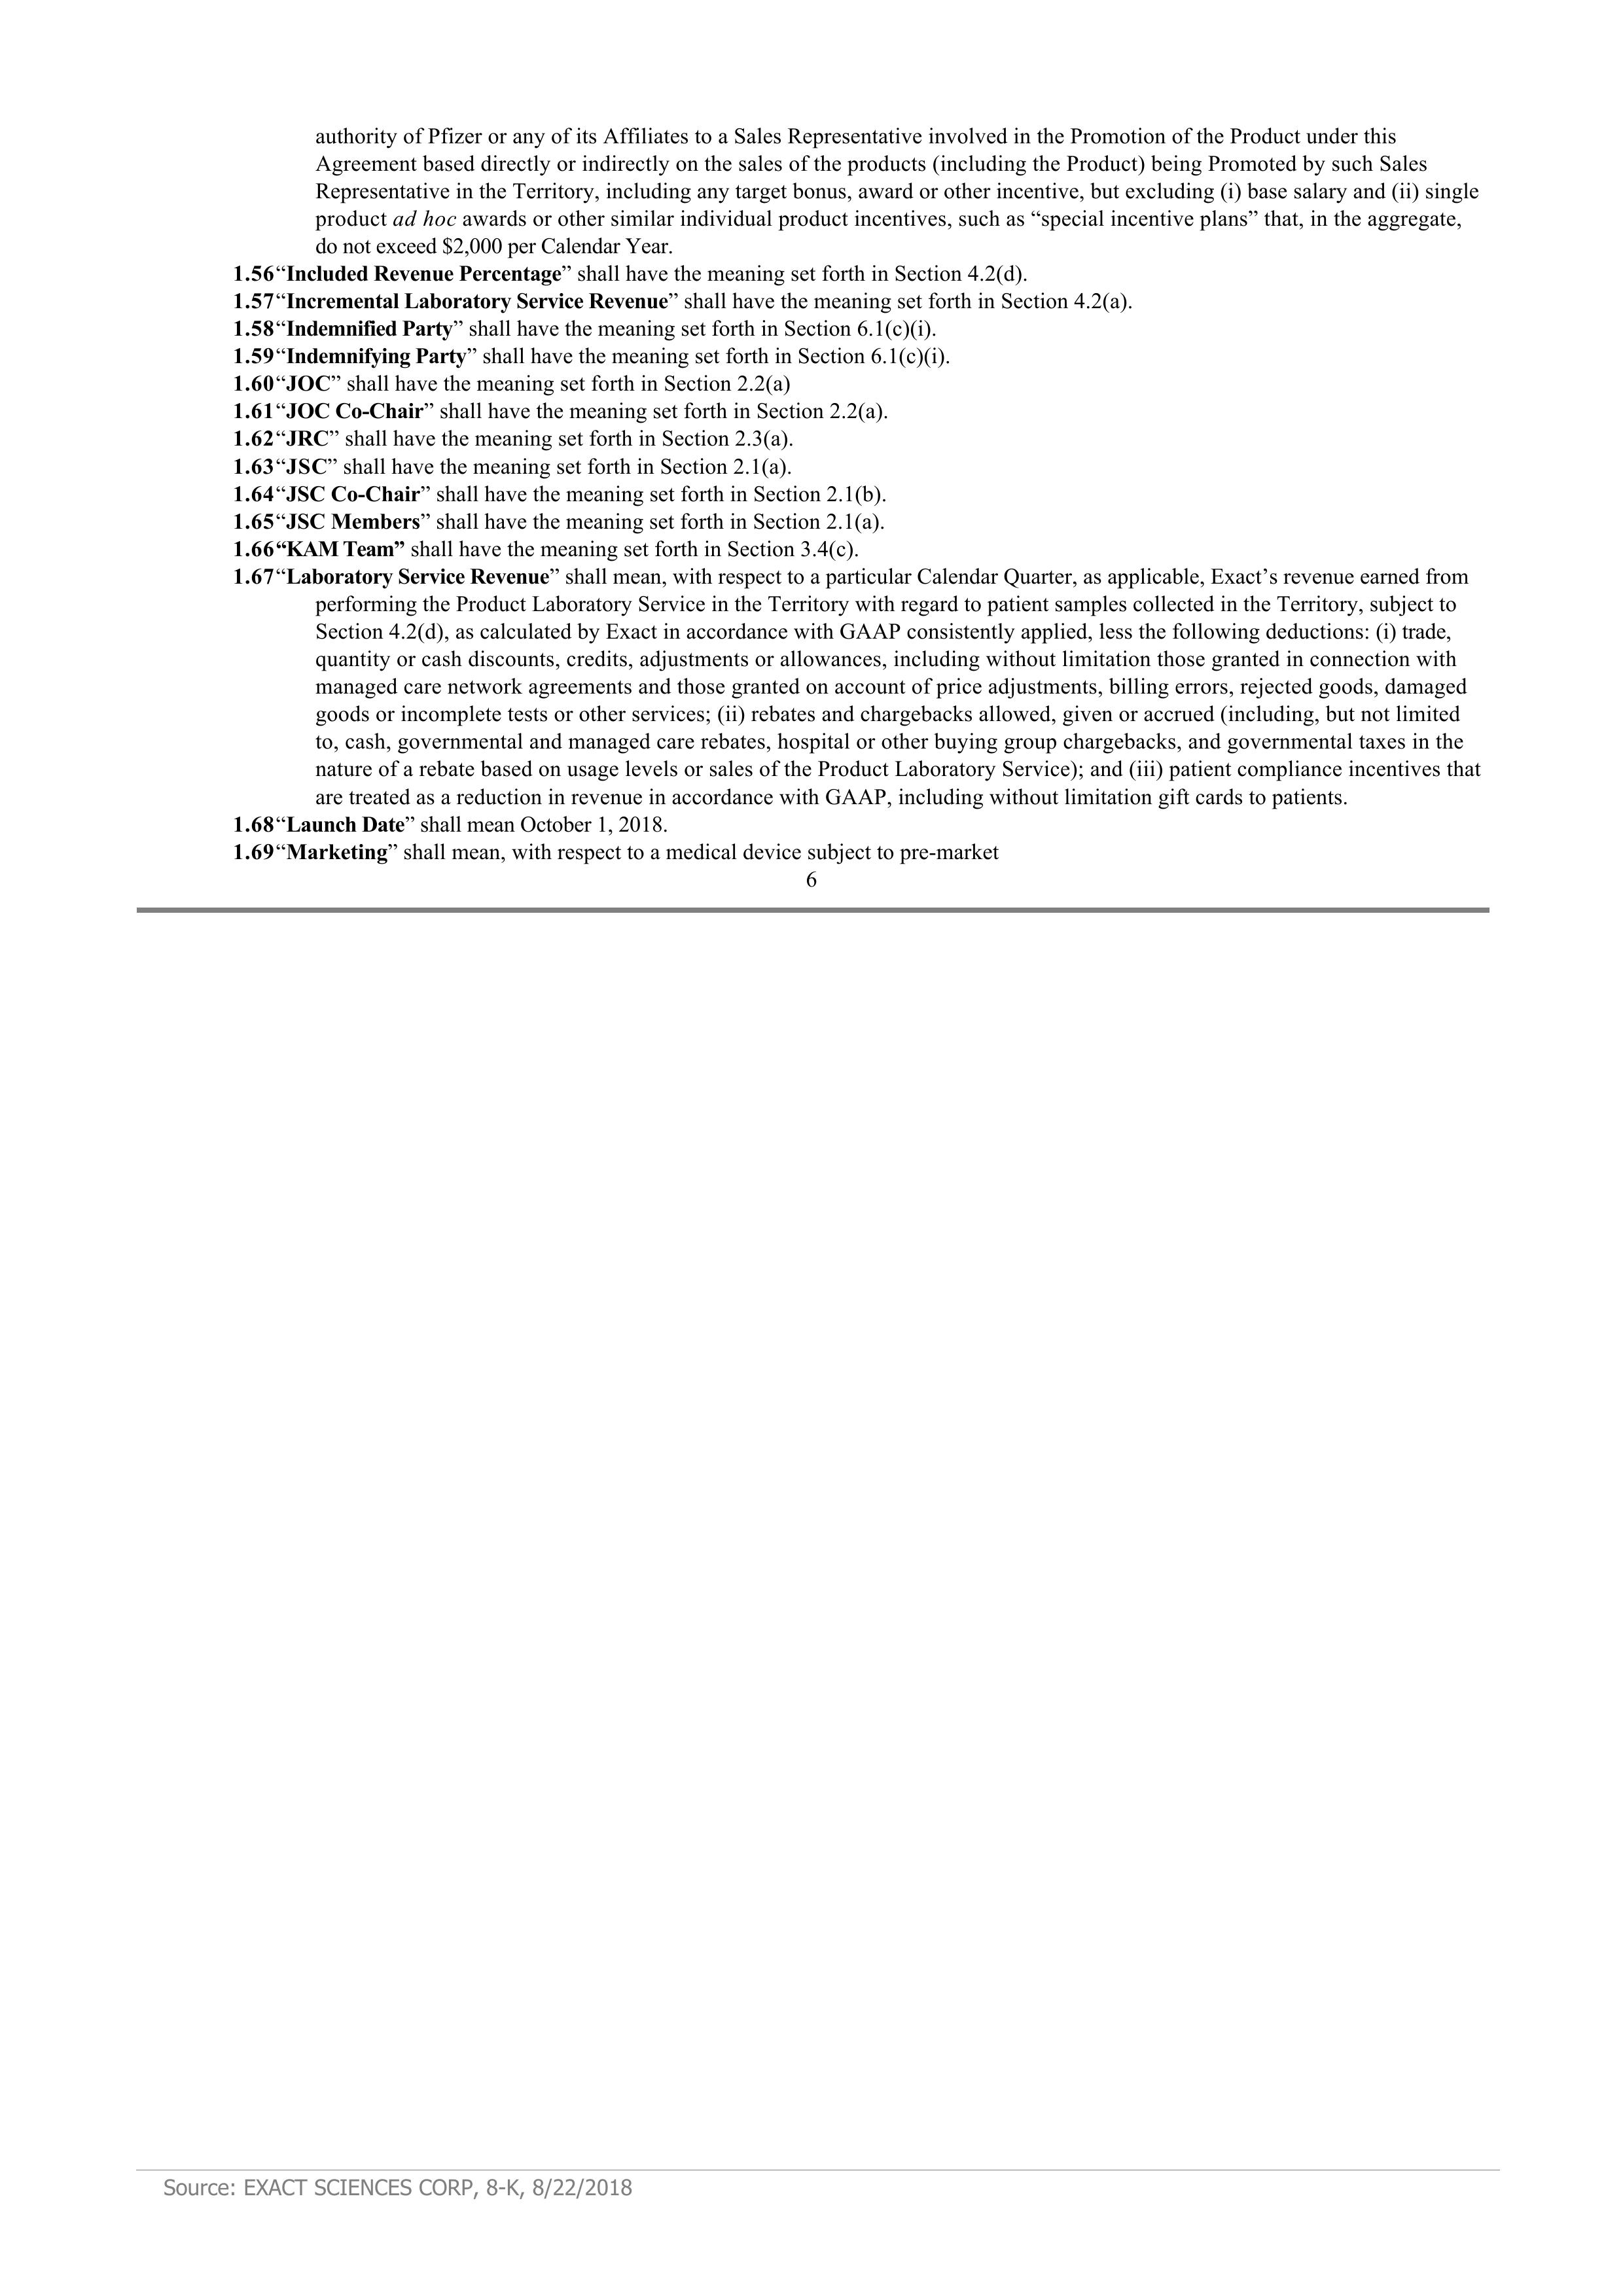 authority of Pfizer or any of its Affiliates to a Sales Representative involved in the Promotion of the Product under this
Agreement based directly or indirectly on the sales of the products (including the Product) being Promoted by such Sales
Representative in the Territory, including any target bonus, award or other incentive, but excluding (i) base salary and (ii) single
product ad hoc awards or other similar individual product incentives, such as “special incentive plans” that, in the aggregate,
do not exceed $2,000 per Calendar Year.
1.56“Included Revenue Percentage” shall have the meaning set forth in Section 4.2(d).
1.57“Incremental Laboratory Service Revenue” shall have the meaning set forth in Section 4.2(a).
1.58“Indemnified Party” shall have the meaning set forth in Section 6.1(c)(i).
1.59“Indemnifying Party” shall have the meaning set forth in Section 6.1(c)(i).
1.60“JOC” shall have the meaning set forth in Section 2.2(a)
1.61“JOC Co-Chair” shall have the meaning set forth in Section 2.2(a).
1.62“JRC” shall have the meaning set forth in Section 2.3(a).
1.63“JSC” shall have the meaning set forth in Section 2.1(a).
1.64“JSC Co-Chair” shall have the meaning set forth in Section 2.1(b).
1.65“JSC Members” shall have the meaning set forth in Section 2.1(a).
1.66“KAM Team” shall have the meaning set forth in Section 3.4(c).
1.67“Laboratory Service Revenue” shall mean, with respect to a particular Calendar Quarter, as applicable, Exact’s revenue earned from
performing the Product Laboratory Service in the Territory with regard to patient samples collected in the Territory, subject to
Section 4.2(d), as calculated by Exact in accordance with GAAP consistently applied, less the following deductions: (i) trade,
quantity or cash discounts, credits, adjustments or allowances, including without limitation those granted in connection with
managed care network agreements and those granted on account of price adjustments, billing errors, rejected goods, damaged
goods or incomplete tests or other services; (ii) rebates and chargebacks allowed, given or accrued (including, but not limited
to, cash, governmental and managed care rebates, hospital or other buying group chargebacks, and governmental taxes in the
nature of a rebate based on usage levels or sales of the Product Laboratory Service); and (iii) patient compliance incentives that
are treated as a reduction in revenue in accordance with GAAP, including without limitation gift cards to patients.
1.68“Launch Date” shall mean October 1, 2018.
1.69“Marketing” shall mean, with respect to a medical device subject to pre-market
6
Source: EXACT SCIENCES CORP, 8-K, 8/22/2018